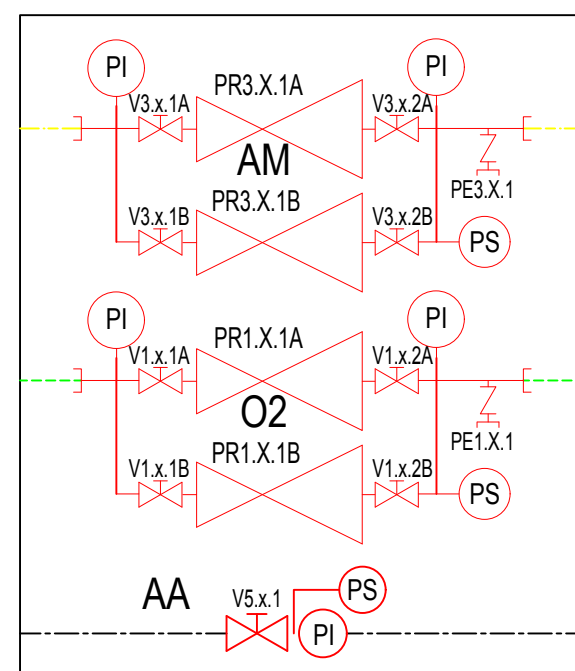 PI
PR3.X.1A
PI
V3.x.1A
V3.x.2A
AM
PE3.X.1
PR3.X.1B
V3.x.1B
V3.x.2B
PS
PI
PR1.X.1A
PI
V1.x.1A
V1.x.2A
O2
PE1.X.1
PR1.X.1B
V1.x.1B
V1.x.2B
PS
AA
V5.x.1
PS
PI